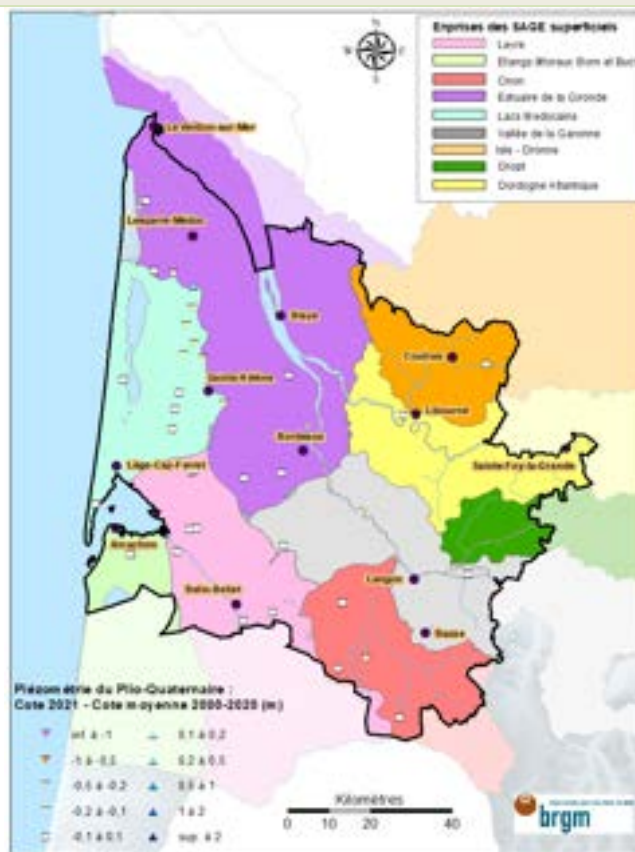 Emprises des SAGE superficiels
Leyre
Etangs littoraux Born et Buch
Ciron
Estuaire de la Gironde
Lacs Médocains
Vallée de la Garonne
Isle - Dronne
Dropt
Dordogne Atlantique
N
Le Verdon-sur-Mer
Lesparre-Médoc
Blaye
Coutras
Sainte-Hélène
Libourne
Bordeaux
Sainte-Foy-la-Grande
Lège-Cap-Ferret
Arcachon
Langon
Belin-Beliet
Bazas
Piézométrie du Plio-Quaternaire :
Cote 2021 - Cote moyenne 2000-2020 (m)
inf. à -1
0,1 à 0,2
-1 à -0,5
0,2 à 0,5
-0,5 à -0,2
0,5 à 1
-0,2 à -0,1
1 à 2
-0,1 à 0,1
sup. à 2
Kilomètres
0 10 20 40
brgm